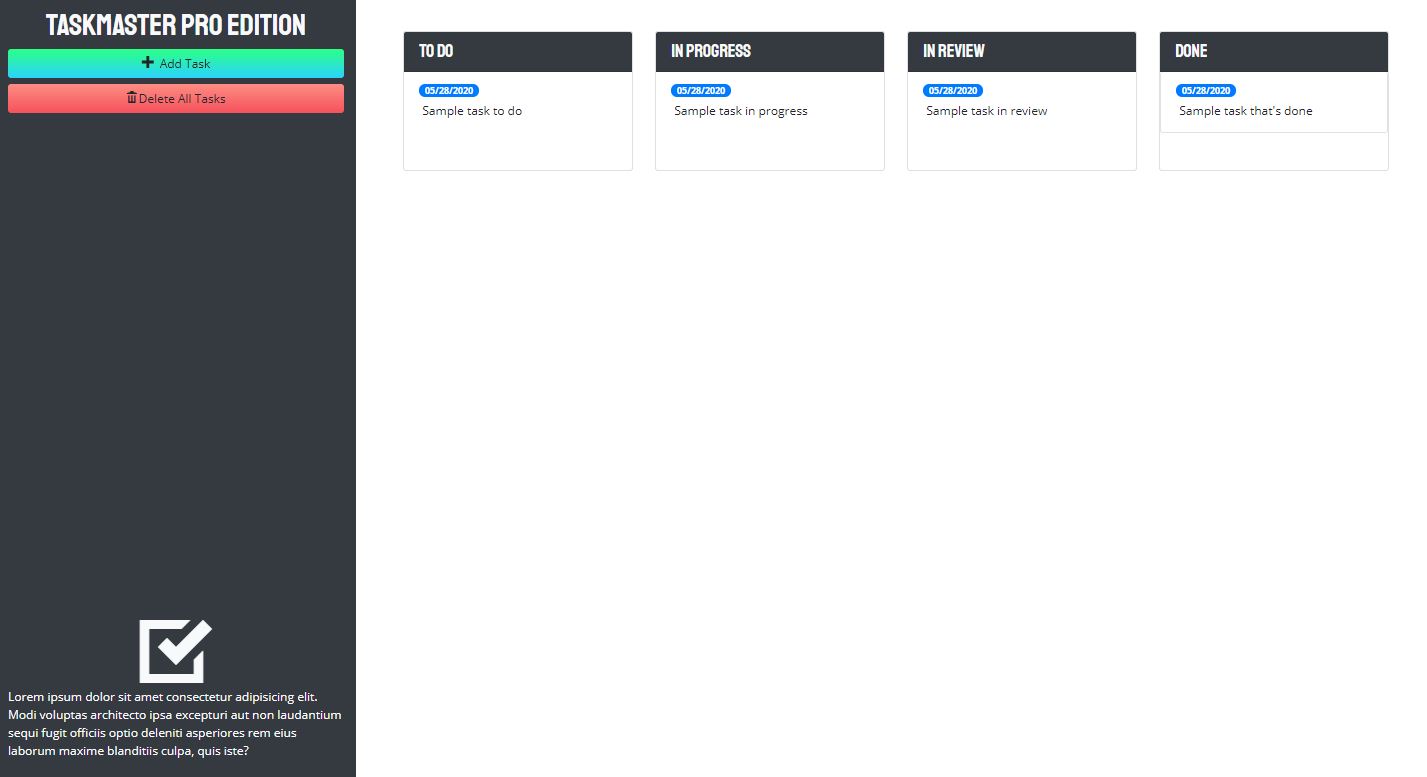 TASKMASTER PRO EDITION
Add Task
Delete All Tasks
Lorem ipsum dolor sit amet consectetur adipisicing elit.
Modi voluptas architecto ipsa excepturi aut non laudantium
sequi fugit officiis optio deleniti asperiores rem eius
laborum maxime blanditiis culpa, quis iste?
TO DO
05/28/2020
Sample task to do
IN PROGRESS
05/28/2020
Sample task in progress
IN REVIEW
05/28/2020
Sample task in review
DONE
05/28/2020
Sample task that's done